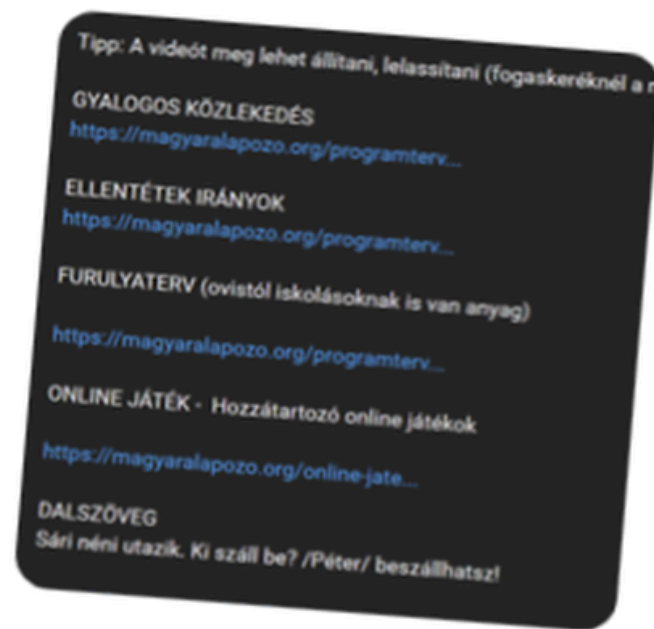 Tipp: A videót meg lehet állítani, lelassítani (fogaskeréknél a
GYALOGOS KÖZLEKEDÉS
https://magyaralapozo.org/programterv...
ELLENTÉTEK IRÁNYOK
https://magyaralapozo.org/programterv...
FURULYATERV (ovistól iskolásoknak is van anyag)
https://magyaralapozo.org/programterv...
ONLINE JÁTÉK - Hozzátartozó online játékok
https://magyaralapozo.org/online-jate...
DALSZÖVEG
Sári néni utazik. Ki száll be? /Péter/ beszállhatsz!